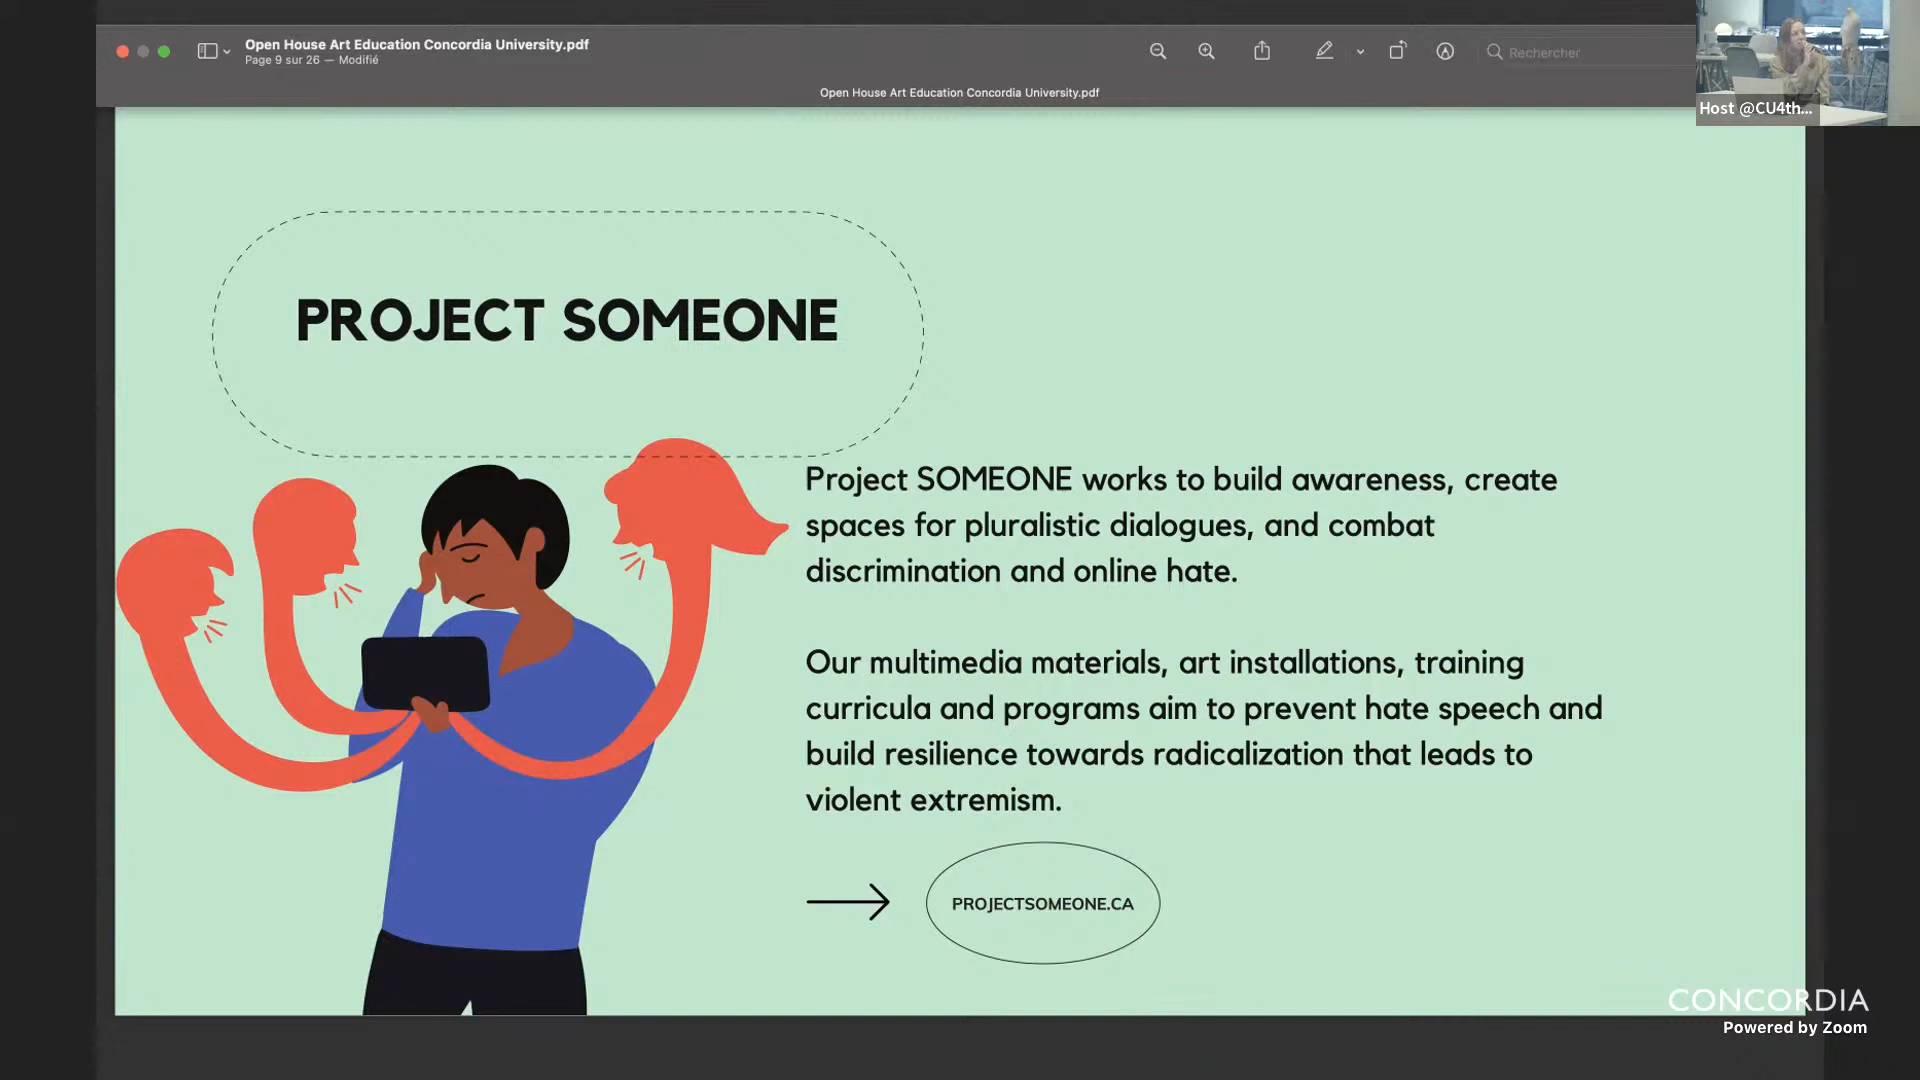 Open House Art Education Concordia University.pdf
Page 9 sur 26 — Modifié
Rechercher
Open House Art Education Concordia University.pdf
Host @CU4th...
PROJECT SOMEONE
Project SOMEONE works to build awareness, create
spaces for pluralistic dialogues, and combat
discrimination and online hate.
Our multimedia materials, art installations, training
curricula and programs aim to prevent hate speech and
build resilience towards radicalization that leads to
violent extremism.
PROJECTSOMEONE.CA
CONCORDIA
Powered by Zoom